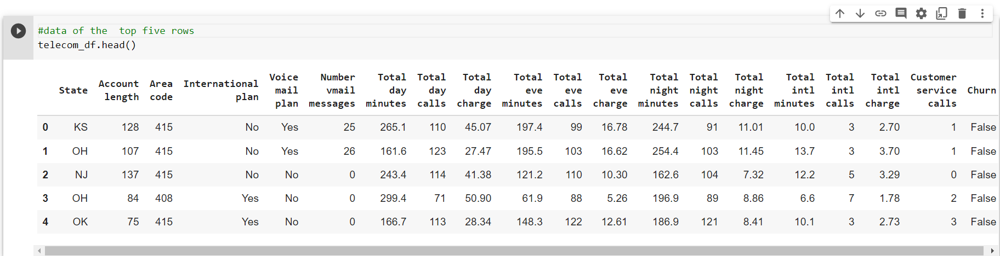 #data of the  top five rows
telecom_df.head()
State Account length Area code International plan Voice mail plan Number vmail messages Total day minutes Total day calls Total day charge Total eve minutes Total eve calls Total eve charge Total night minutes Total night calls Total night charge Total intl minutes Total intl calls Total intl charge Customer service calls Churn
0 KS 128 415 No Yes 25 265.1 110 45.07 197.4 99 16.78 244.7 91 11.01 10.0 3 2.70 1 False
1 OH 107 415 No Yes 26 161.6 123 27.47 195.5 103 16.62 254.4 103 11.45 13.7 3 3.70 1 False
2 NJ 137 415 No No 0 243.4 114 41.38 121.2 110 10.30 162.6 104 7.32 12.2 5 3.29 0 False
3 OH 84 408 Yes No 0 299.4 71 50.90 61.9 88 5.26 196.9 89 8.86 6.6 7 1.78 2 False
4 OK 75 415 Yes No 0 166.7 113 28.34 148.3 122 12.61 186.9 121 8.41 10.1 3 2.73 3 False